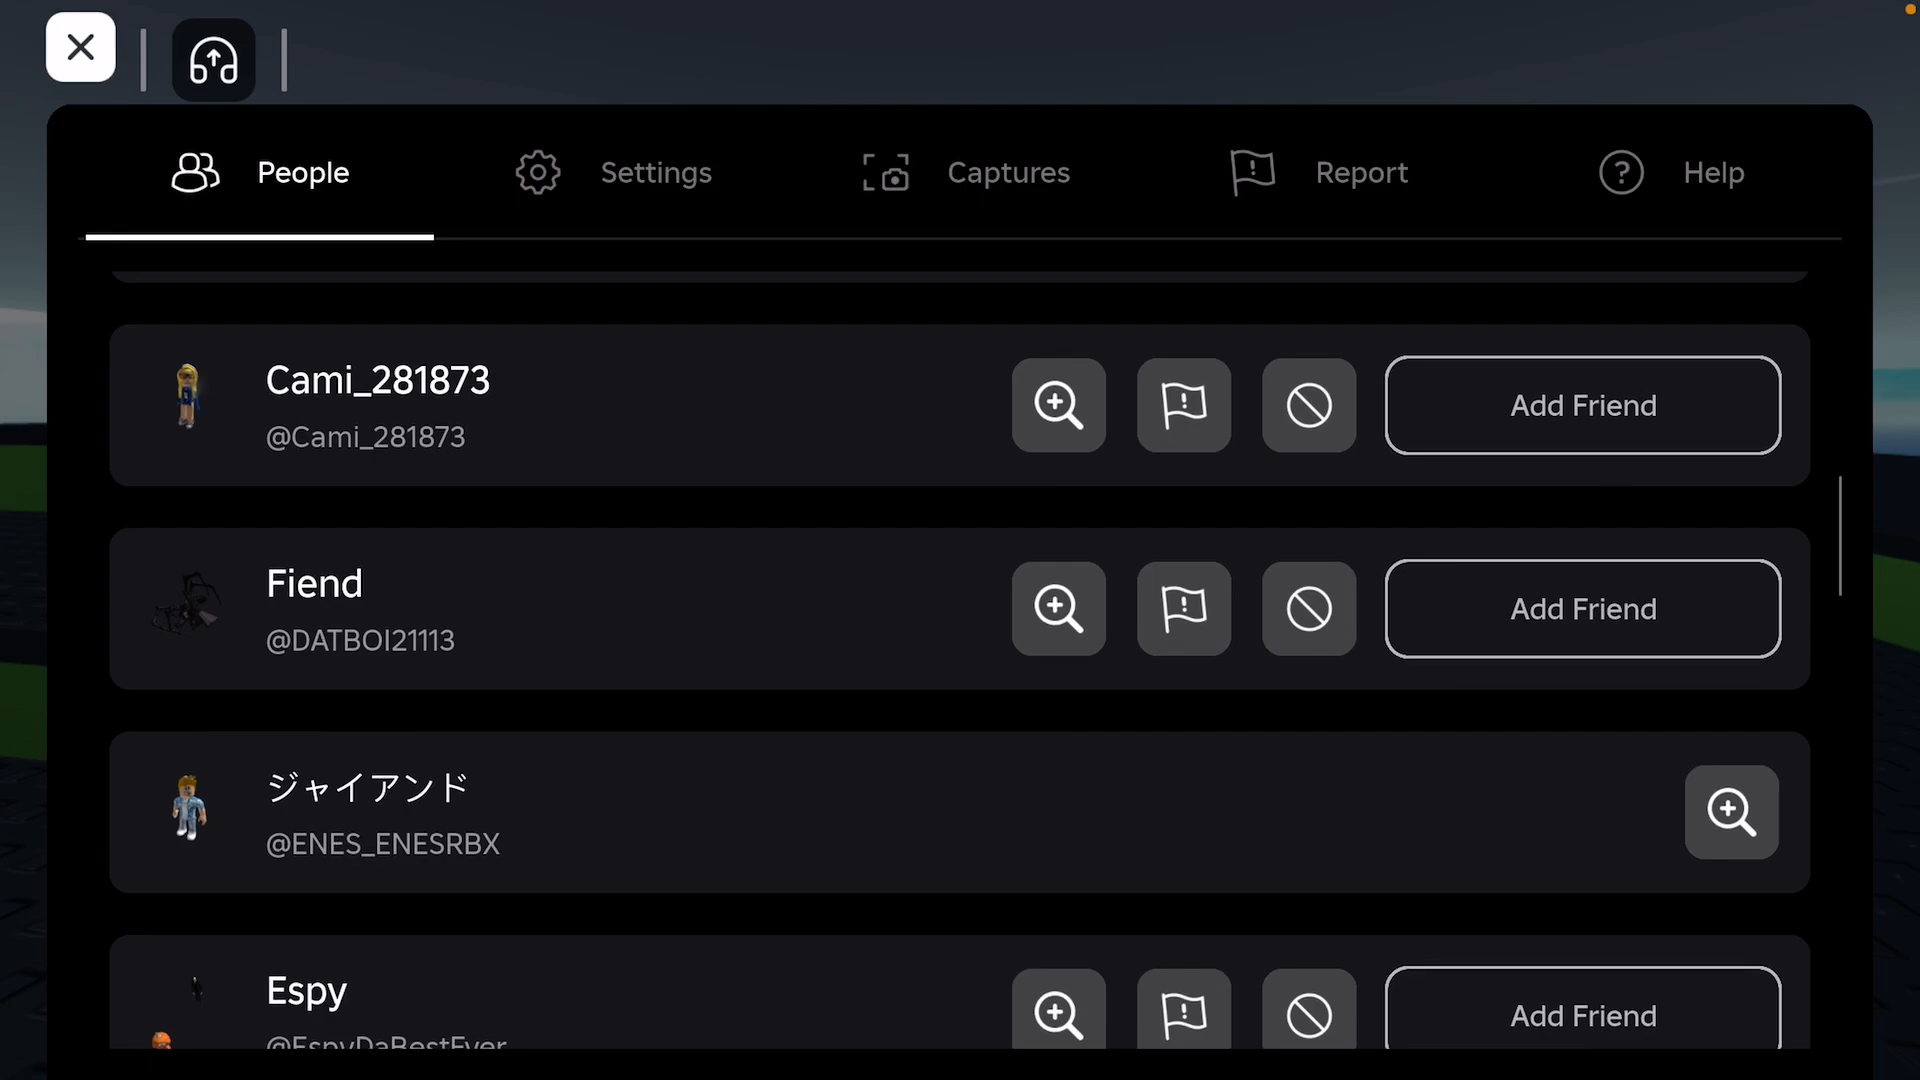 People
Settings
Captures
Report
Help
Cami_281873
@Cami_281873
Add Friend
Fiend
@DATBOI21113
Add Friend
ジャイアンド
@ENES_ENESRBX
Espy
@EspyDaBestEver
Add Friend